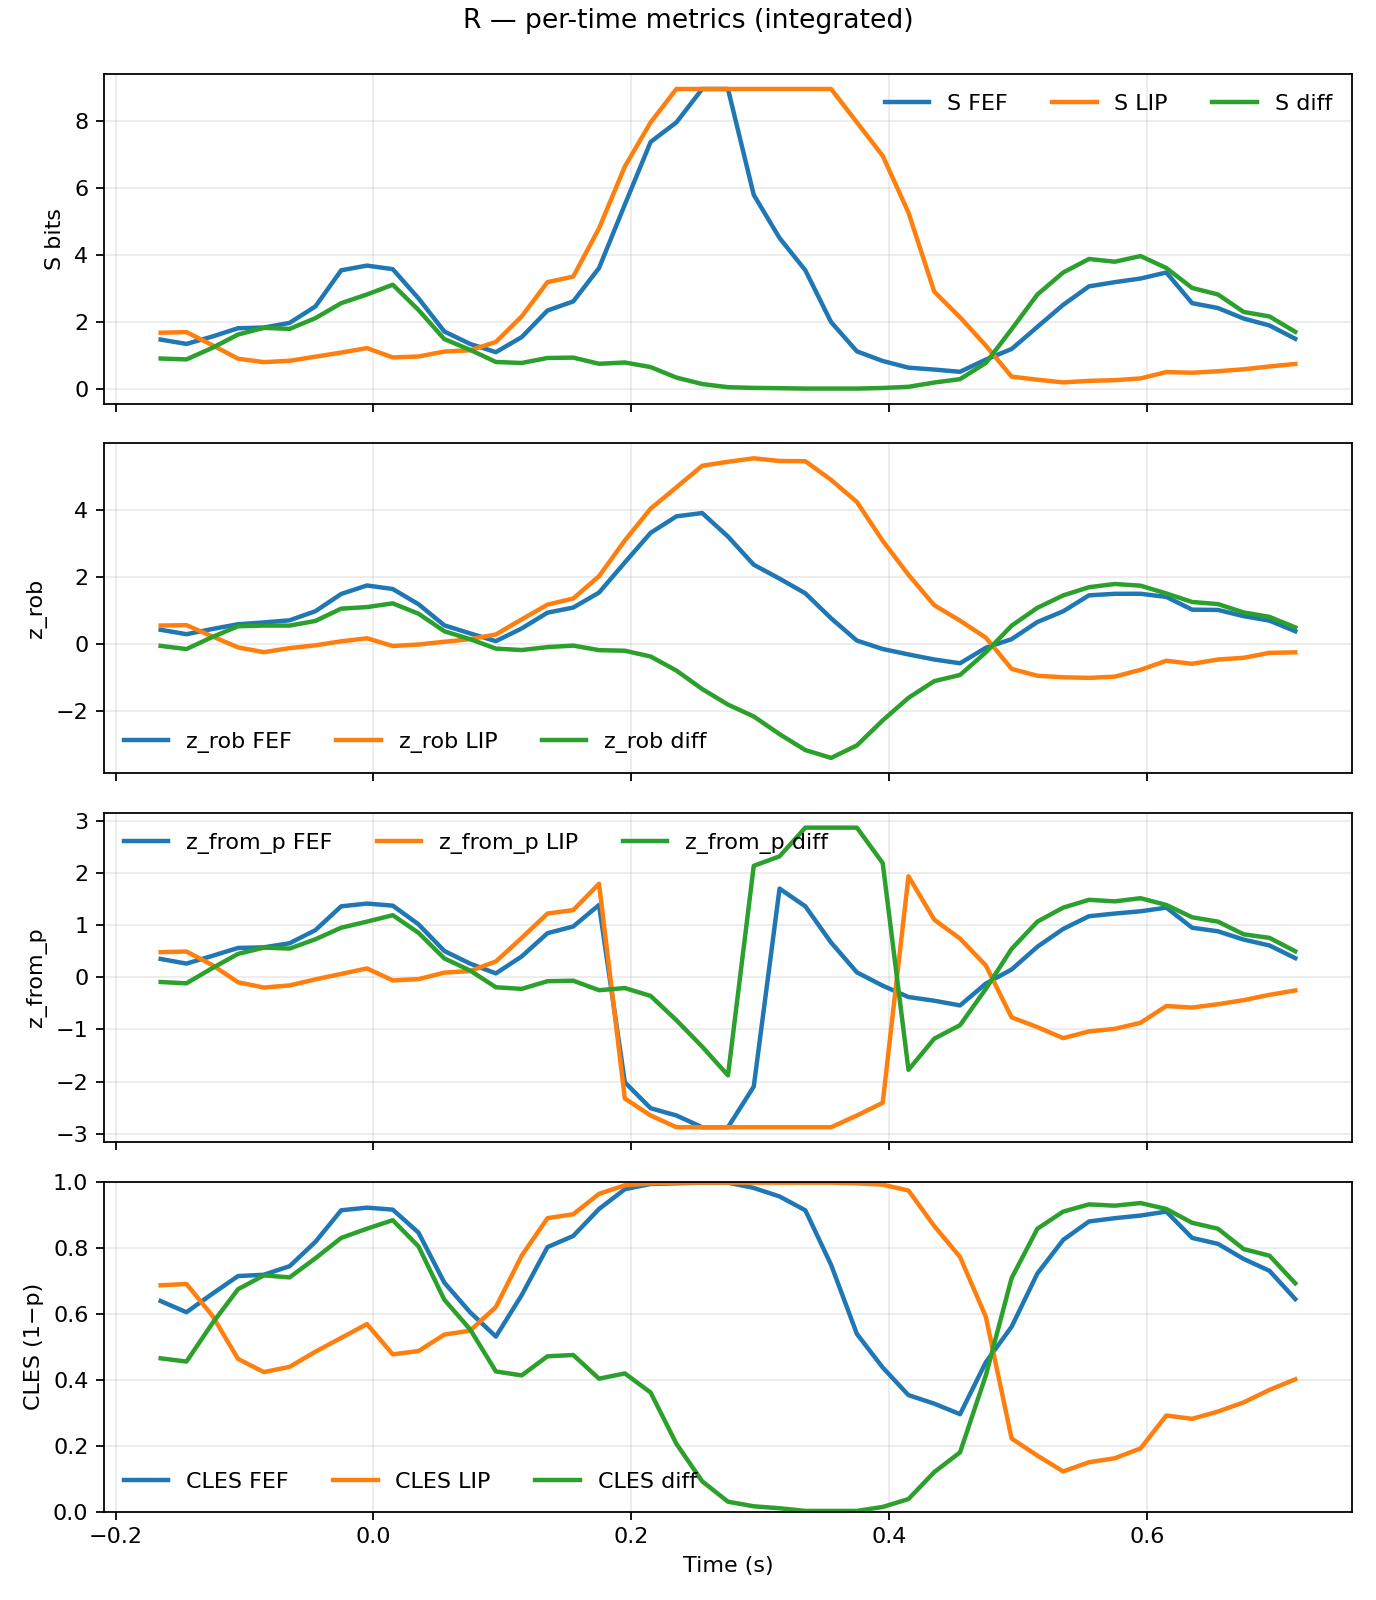 R — per-time metrics (integrated)
S bits
8
6
4
2
0
S FEF S LIP S diff
z_rob
4
2
0
−2
z_rob FEF z_rob LIP z_rob diff
z_from_p
3
2
1
0
−1
−2
−3
z_from_p FEF z_from_p LIP z_from_p diff
CLES (1−p)
1.0
0.8
0.6
0.4
0.2
0.0
CLES FEF CLES LIP CLES diff
−0.2 0.0 0.2 0.4 0.6
Time (s)